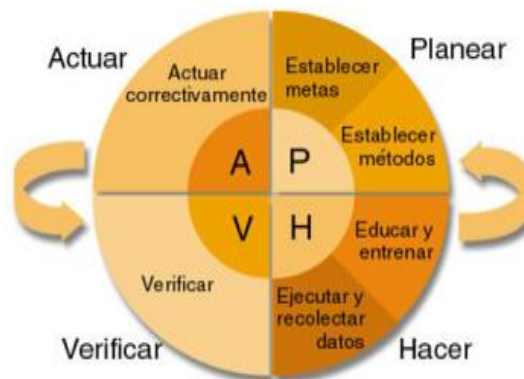 Actuar
Planear
Actuar
correctivamente
Establecer
metas
Establecer
métodos
A
P
V
H
Educar y
entrenar
Verificar
Ejecutar y
recolectar
datos
Verificar
Hacer